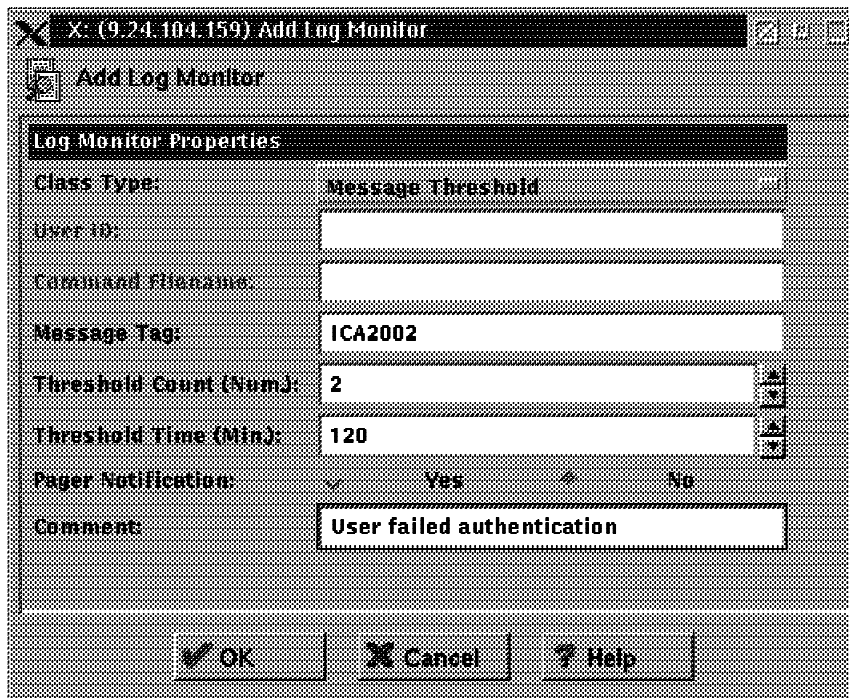 X: (9.24.104.159) Add Log Monitor
Add Log Monitor
Log Monitor Properties
Class Type: Message Threshold
User ID:
Command Filename:
Message Tag: ICA2002
Threshold Count (Num.): 2
Threshold Time (Min.): 120
Pager Notification: Yes No
Comment: User failed authentication
OK Cancel Help